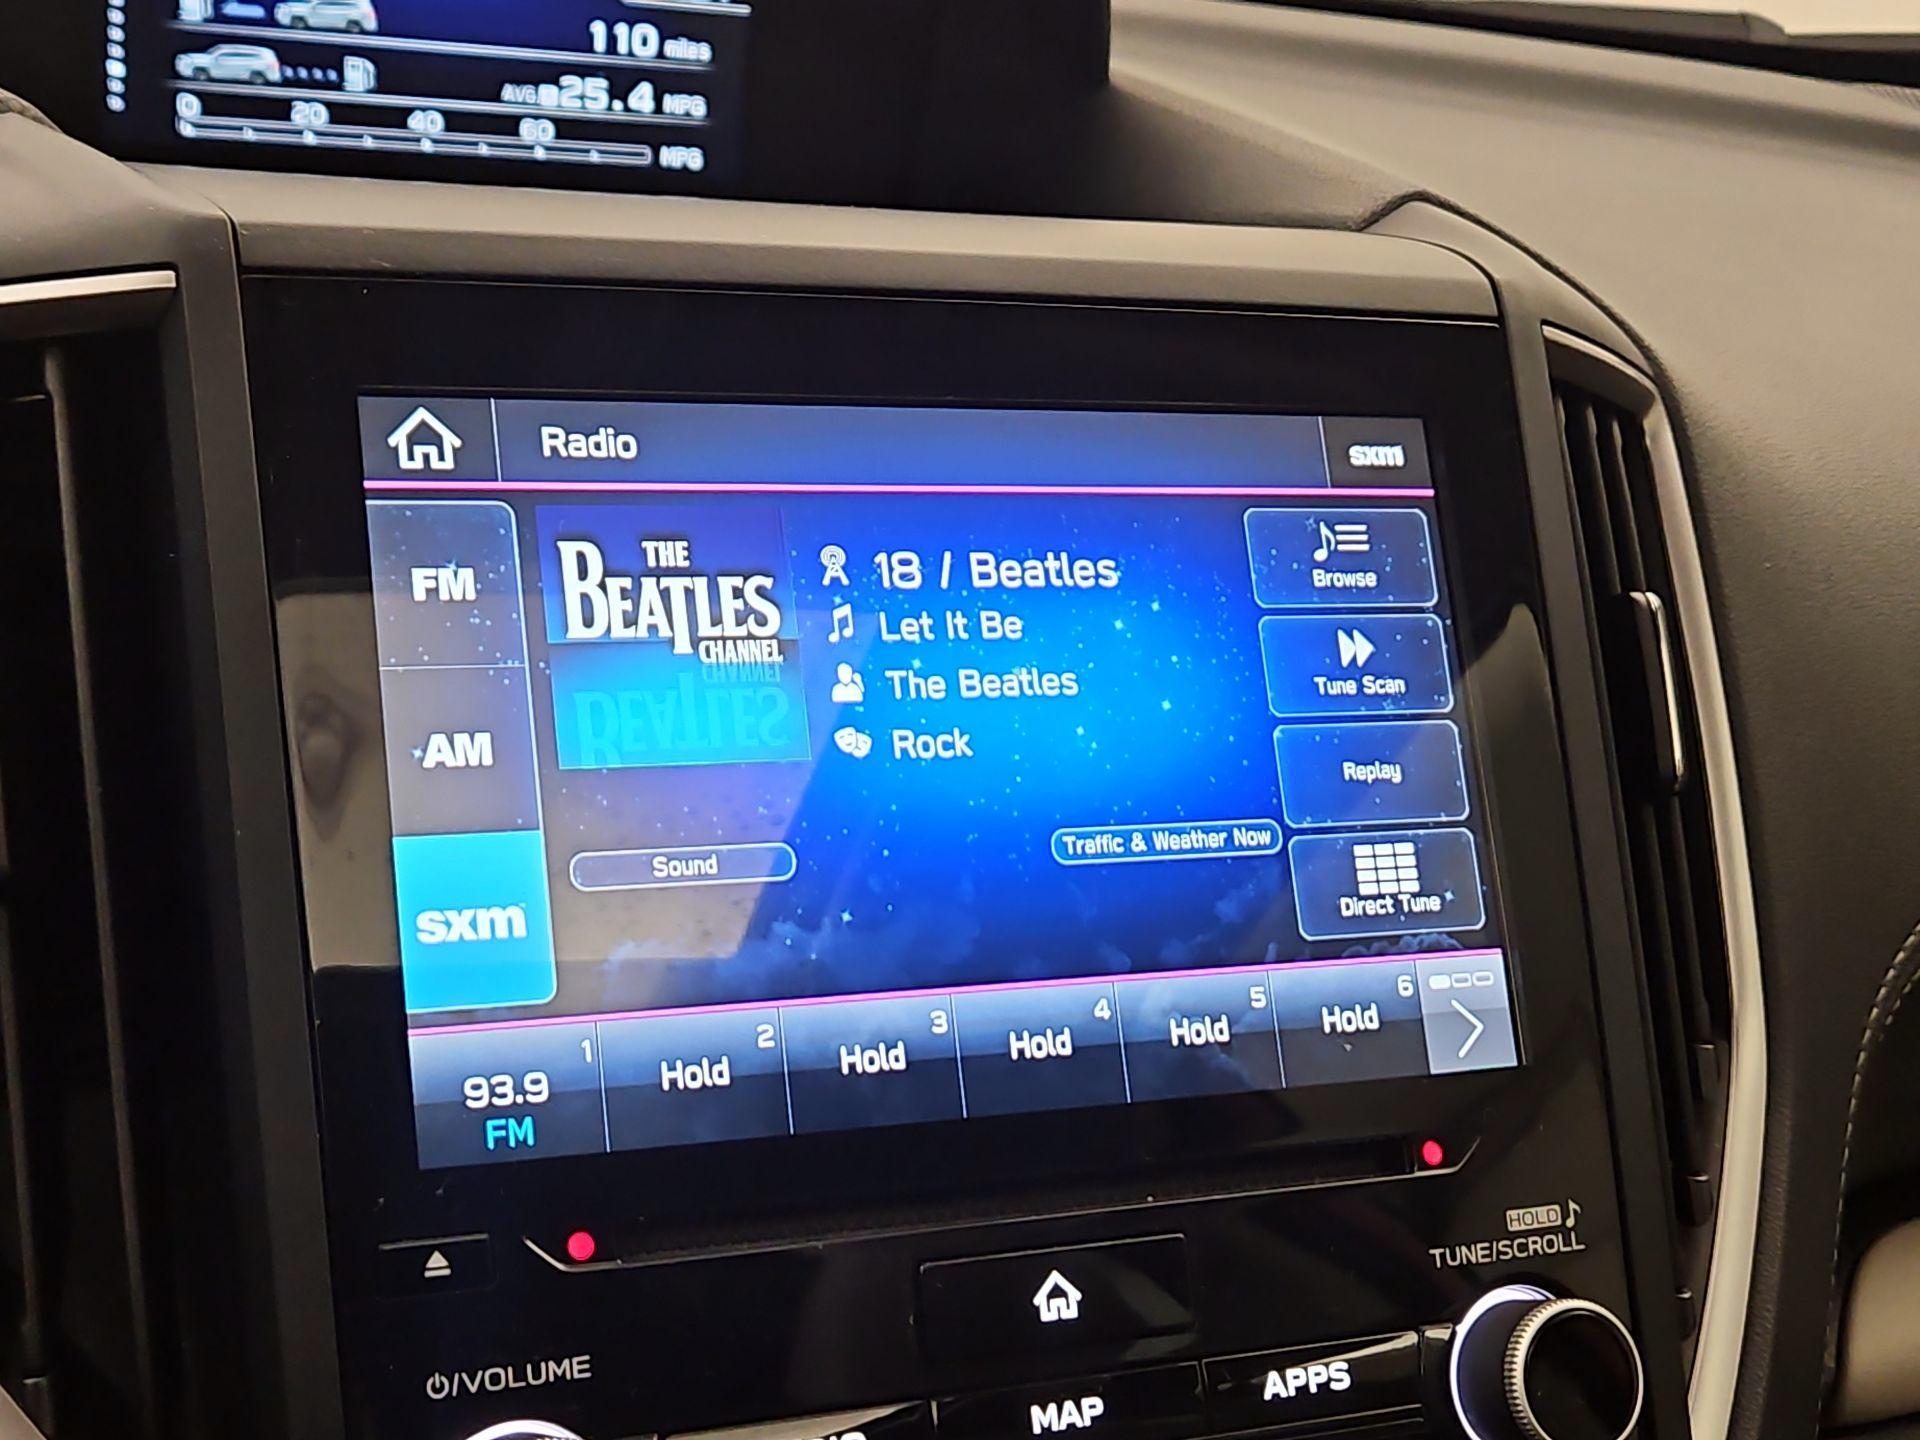 110 miles
AVG. 25.4 MPG
0 20 40 60
MPG
Radio
sxm
FM
AM
sxm
THE
BEATLES
CHANNEL
18 / Beatles
Let It Be
The Beatles
Rock
Browse
Tune Scan
Replay
Direct Tune
Sound
Traffic & Weather Now
1
93.9
FM
2
Hold
3
Hold
4
Hold
5
Hold
6
Hold
HOLD
TUNE/SCROLL
/VOLUME
MAP
APPS